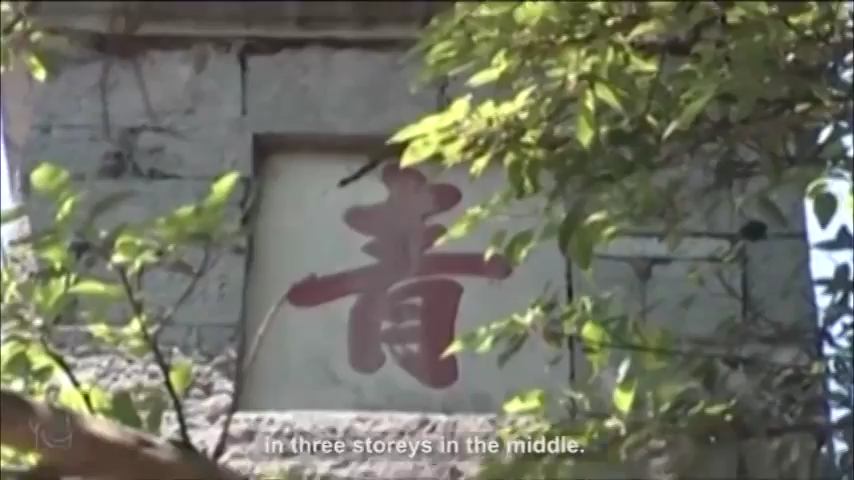 青
in three storeys in the middle.